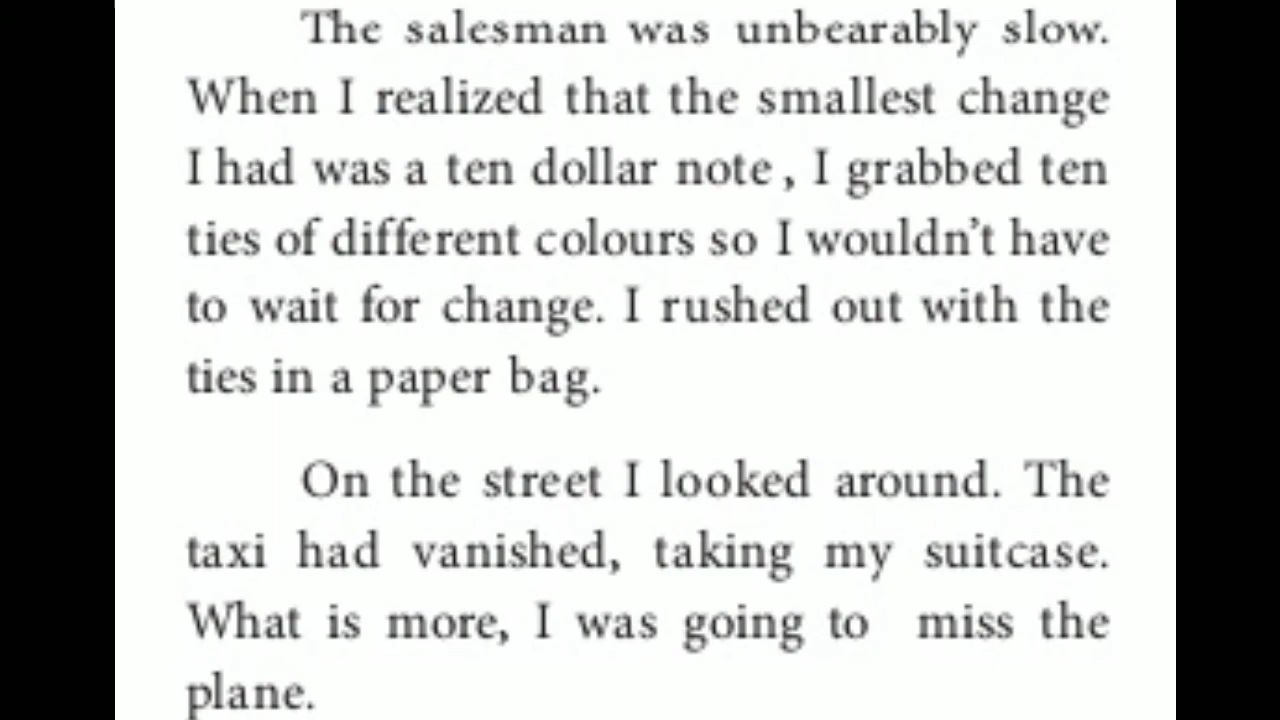 The salesman was unbearably slow.
When I realized that the smallest change
I had was a ten dollar note , I grabbed ten
ties of different colours so I wouldn't have
to wait for change. I rushed out with the
ties in a paper bag.
On the street I looked around. The
taxi had vanished, taking my suitcase.
What is more, I was going to miss the
plane.